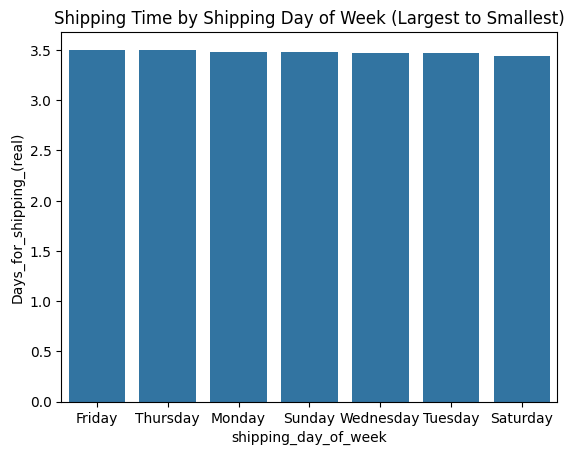 Shipping Time by Shipping Day of Week (Largest to Smallest)
Days_for_shipping_(real)
3.5
3.0
2.5
2.0
1.5
1.0
0.5
0.0
Friday Thursday Monday Sunday Wednesday Tuesday Saturday
shipping_day_of_week